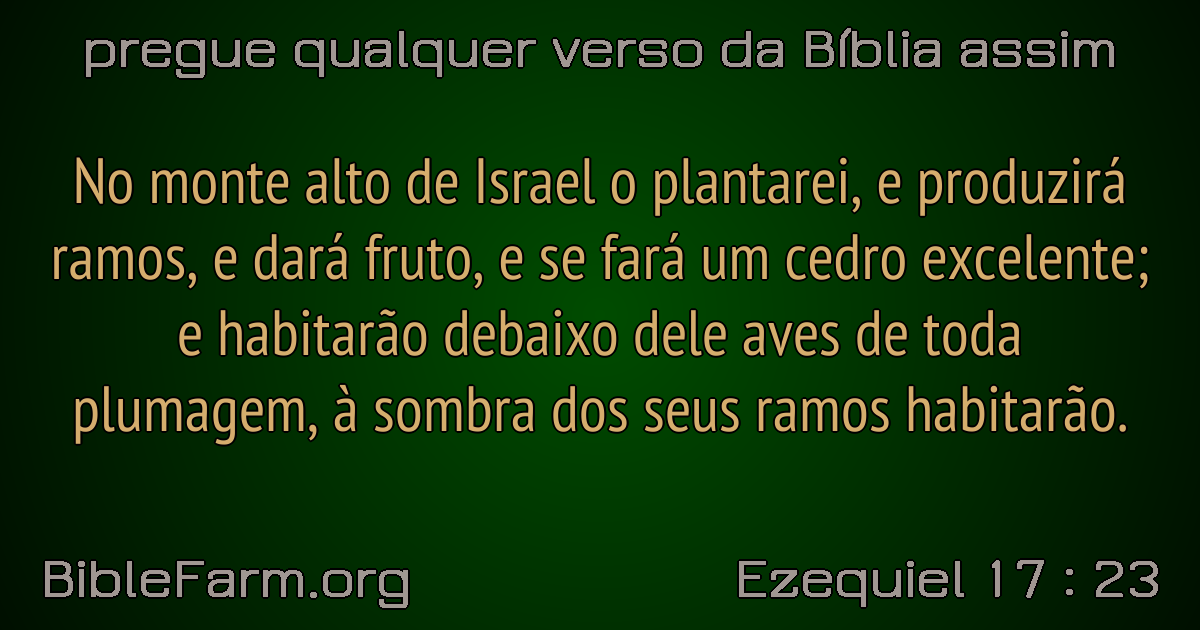 pregue qualquer verso da Bíblia assim
No monte alto de Israel o plantarei, e produzirá
ramos, e dará fruto, e se fará um cedro excelente;
e habitarão debaixo dele aves de toda
plumagem, à sombra dos seus ramos habitarão.
BibleFarm.org
Ezequiel 17 : 23